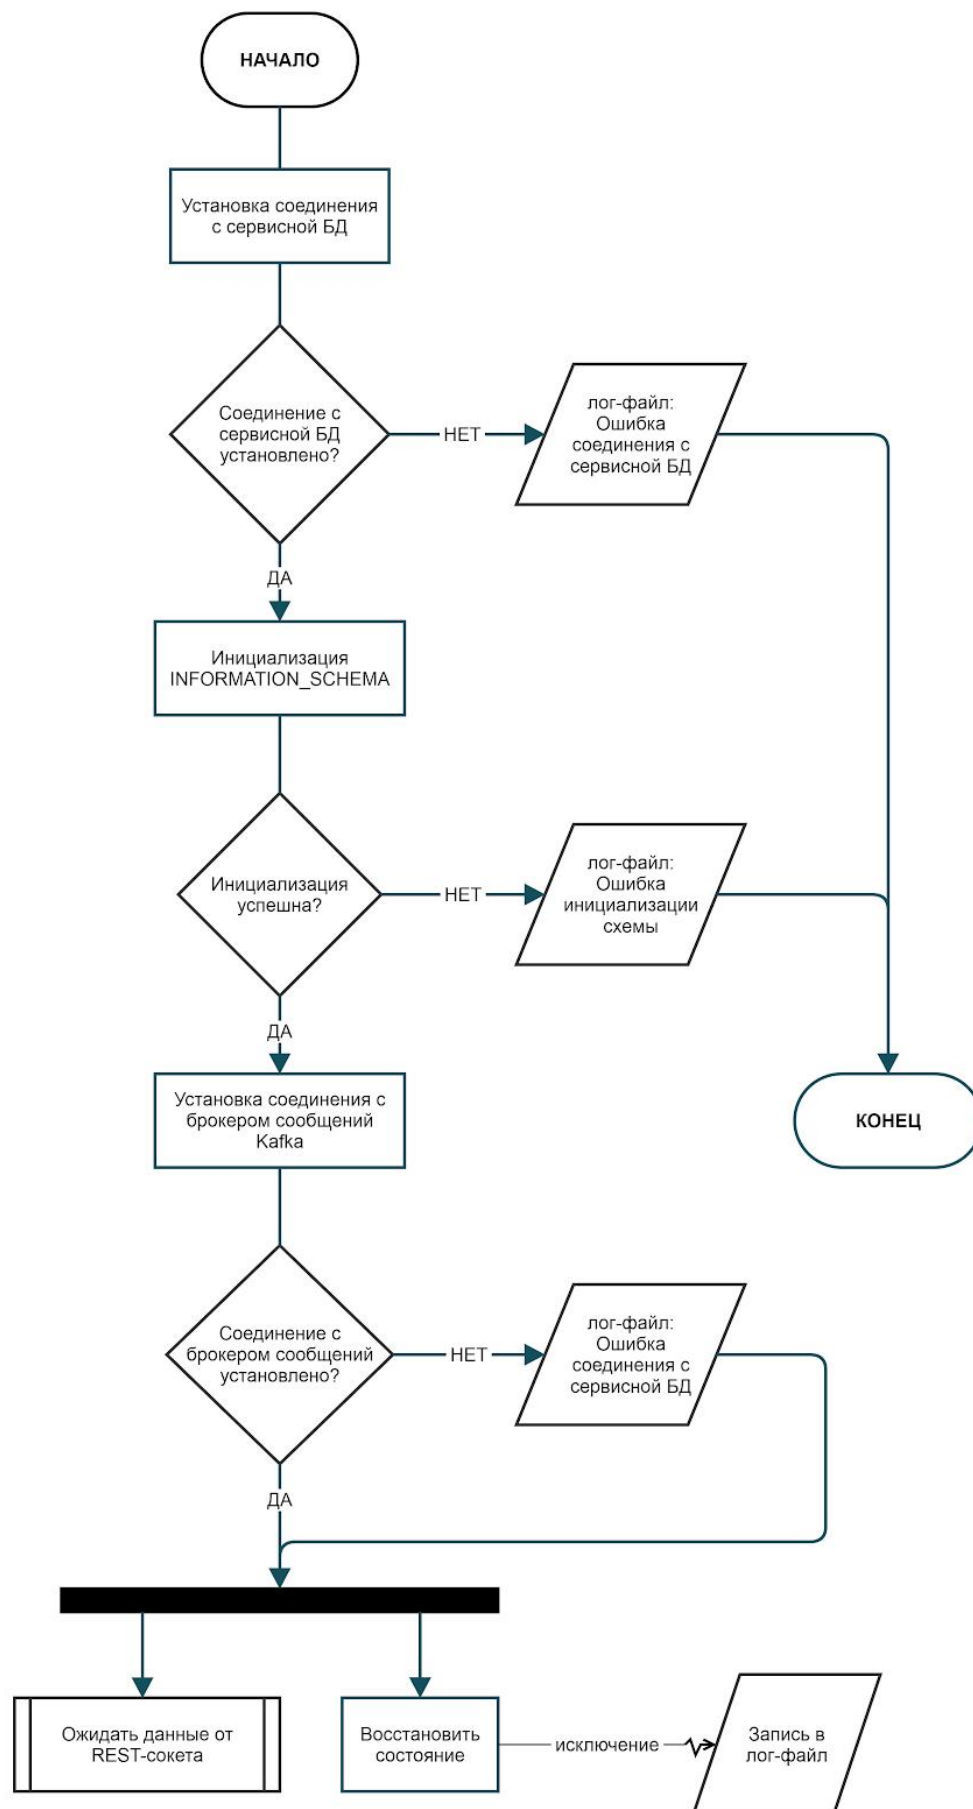 НАЧАЛО
Установка соединения
с сервисной БД
Соединение с
сервисной БД
установлено?
НЕТ
лог-файл:
Ошибка
соединения с
сервисной БД
ДА
Инициализация
INFORMATION_SCHEMA
Инициализация
успешна?
НЕТ
лог-файл:
Ошибка
инициализации
схемы
ДА
Установка соединения с
брокером сообщений
Kafka
КОНЕЦ
Соединение с
брокером сообщений
установлено?
НЕТ
лог-файл:
Ошибка
соединения с
сервисной БД
ДА
Ожидать данные от
REST-сокета
Восстановить
состояние
исключение
Запись в
лог-файл